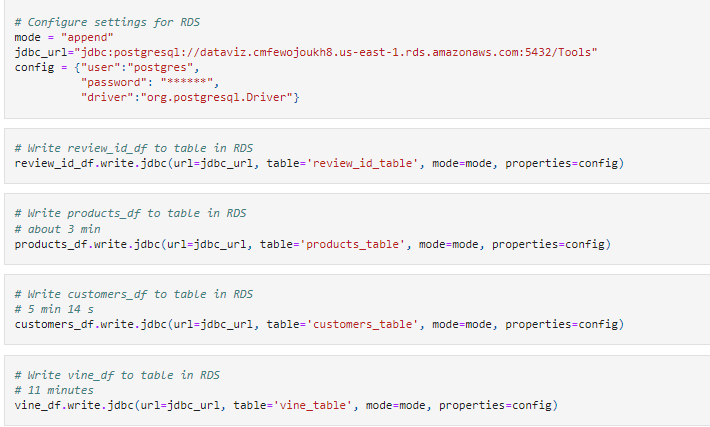 # Configure settings for RDS
mode = "append"
jdbc_url="jdbc:postgresql://dataviz.cmfewojoukh8.us-east-1.rds.amazonaws.com:5432/Tools"
config = {"user":"postgres",
"password": "******",
"driver":"org.postgresql.Driver"}
# Write review_id_df to table in RDS
review_id_df.write.jdbc(url=jdbc_url, table='review_id_table', mode=mode, properties=config)
# Write products_df to table in RDS
# about 3 min
products_df.write.jdbc(url=jdbc_url, table='products_table', mode=mode, properties=config)
# Write customers_df to table in RDS
# 5 min 14 s
customers_df.write.jdbc(url=jdbc_url, table='customers_table', mode=mode, properties=config)
# Write vine_df to table in RDS
# 11 minutes
vine_df.write.jdbc(url=jdbc_url, table='vine_table', mode=mode, properties=config)